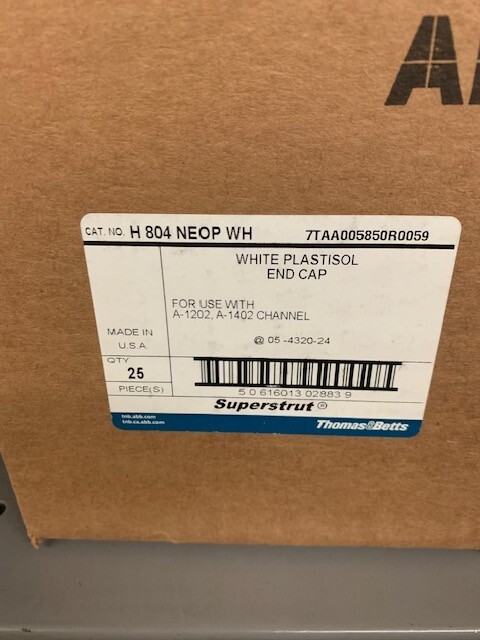 AB
CAT. NO. H 804 NEOP WH 7TAA005850R0059
WHITE PLASTISOL
END CAP
FOR USE WITH
A-1202, A-1402 CHANNEL
MADE IN
U.S.A.
@ 05-4320-24
QTY
25
PIECE(S)
5 0 616013 02883 9
Superstrut ®
tnb.abb.com
tnb.ca.abb.com
Thomas&Betts